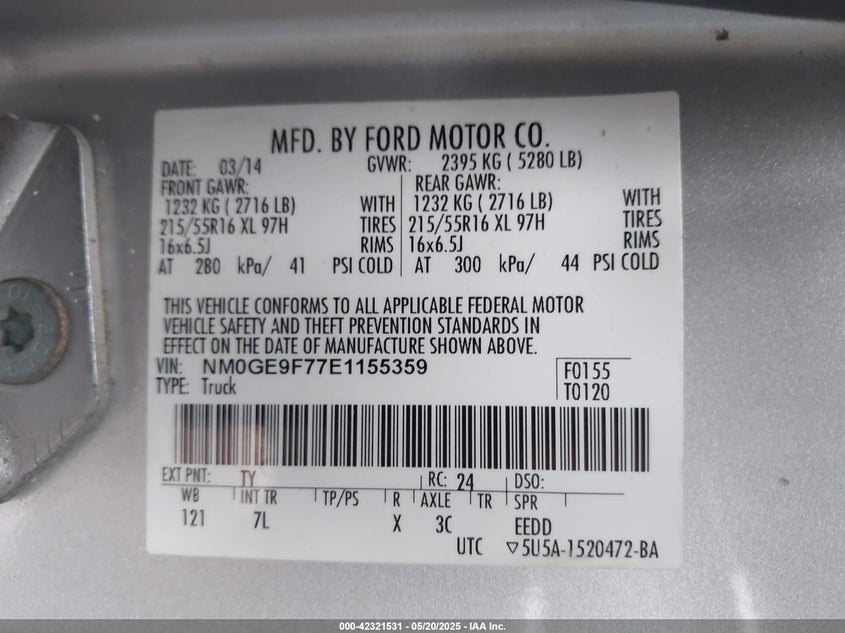 MFD. BY FORD MOTOR CO.
DATE: 03/14 GVWR: 2395 KG ( 5280 LB)
FRONT GAWR: REAR GAWR:
1232 KG ( 2716 LB) WITH 1232 KG ( 2716 LB) WITH
215/55R16 XL 97H TIRES 215/55R16 XL 97H TIRES
16x6.5J RIMS 16x6.5J RIMS
AT 280 kPa/ 41 PSI COLD AT 300 kPa/ 44 PSI COLD
THIS VEHICLE CONFORMS TO ALL APPLICABLE FEDERAL MOTOR
VEHICLE SAFETY AND THEFT PREVENTION STANDARDS IN
EFFECT ON THE DATE OF MANUFACTURE SHOWN ABOVE.
VIN: NM0GE9F77E1155359 F0155
TYPE: Truck T0120
EXT PNT: TY RC: 24 DSO:
WB INT TR TP/PS R AXLE TR SPR
121 7L X 3C EEDD
UTC ▽5U5A-1520472-BA
000-42321531 - 05/20/2025 - IAA Inc.